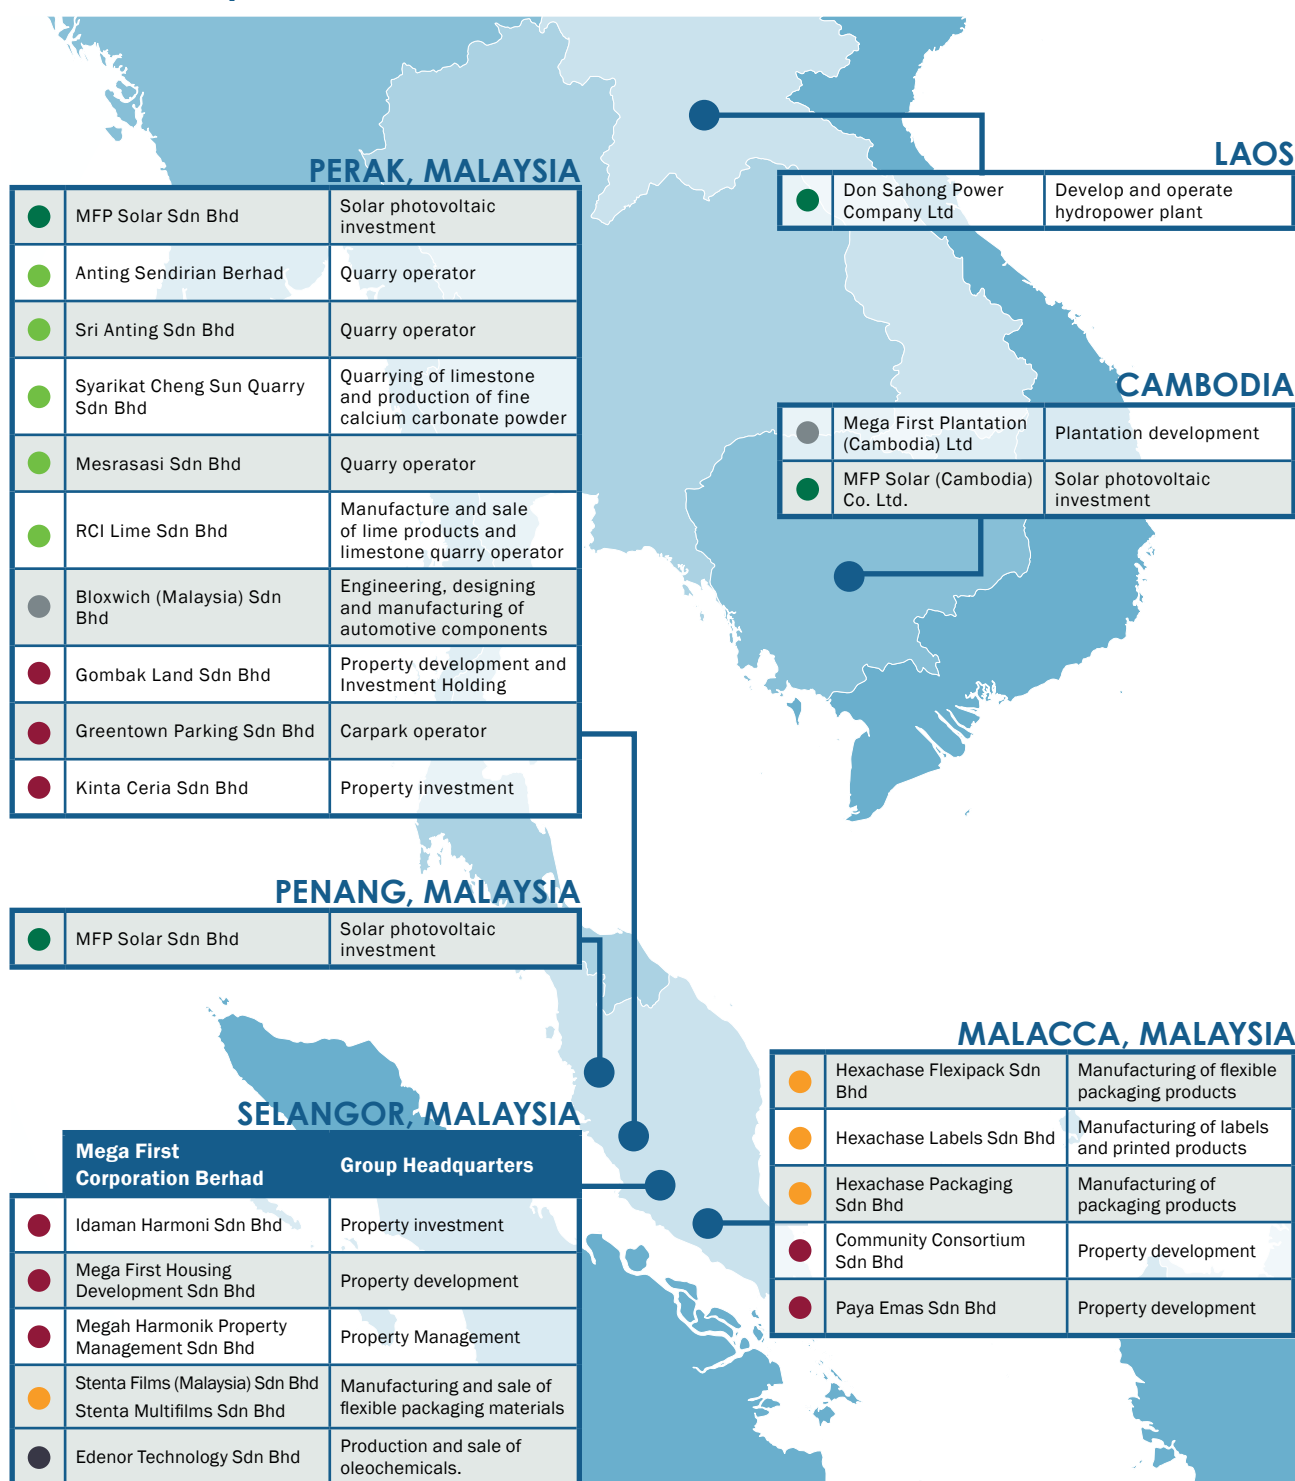 PERAK, MALAYSIA
MFP Solar Sdn Bhd
Solar photovoltaic
investment
Anting Sendirian Berhad
Quarry operator
Sri Anting Sdn Bhd
Quarry operator
Syarikat Cheng Sun Quarry
Sdn Bhd
Quarrying of limestone
and production of fine
calcium carbonate powder
Mesrasasi Sdn Bhd
Quarry operator
RCI Lime Sdn Bhd
Manufacture and sale
of lime products and
limestone quarry operator
Bloxwich (Malaysia) Sdn
Bhd
Engineering, designing
and manufacturing of
automotive components
Gombak Land Sdn Bhd
Property development and
Investment Holding
Greentown Parking Sdn Bhd
Carpark operator
Kinta Ceria Sdn Bhd
Property investment
LAOS
Don Sahong Power
Company Ltd
Develop and operate
hydropower plant
CAMBODIA
Mega First Plantation
(Cambodia) Ltd
Plantation development
MFP Solar (Cambodia)
Co. Ltd.
Solar photovoltaic
investment
PENANG, MALAYSIA
MFP Solar Sdn Bhd
Solar photovoltaic
investment
SELANGOR, MALAYSIA
Mega First
Corporation Berhad
Group Headquarters
Idaman Harmoni Sdn Bhd
Property investment
Mega First Housing
Development Sdn Bhd
Property development
Megah Harmonik Property
Management Sdn Bhd
Property Management
Stenta Films (Malaysia) Sdn Bhd
Stenta Multifilms Sdn Bhd
Manufacturing and sale of
flexible packaging materials
Edenor Technology Sdn Bhd
Production and sale of
oleochemicals.
MALACCA, MALAYSIA
Hexachase Flexipack Sdn
Bhd
Manufacturing of flexible
packaging products
Hexachase Labels Sdn Bhd
Manufacturing of labels
and printed products
Hexachase Packaging
Sdn Bhd
Manufacturing of
packaging products
Community Consortium
Sdn Bhd
Property development
Paya Emas Sdn Bhd
Property development